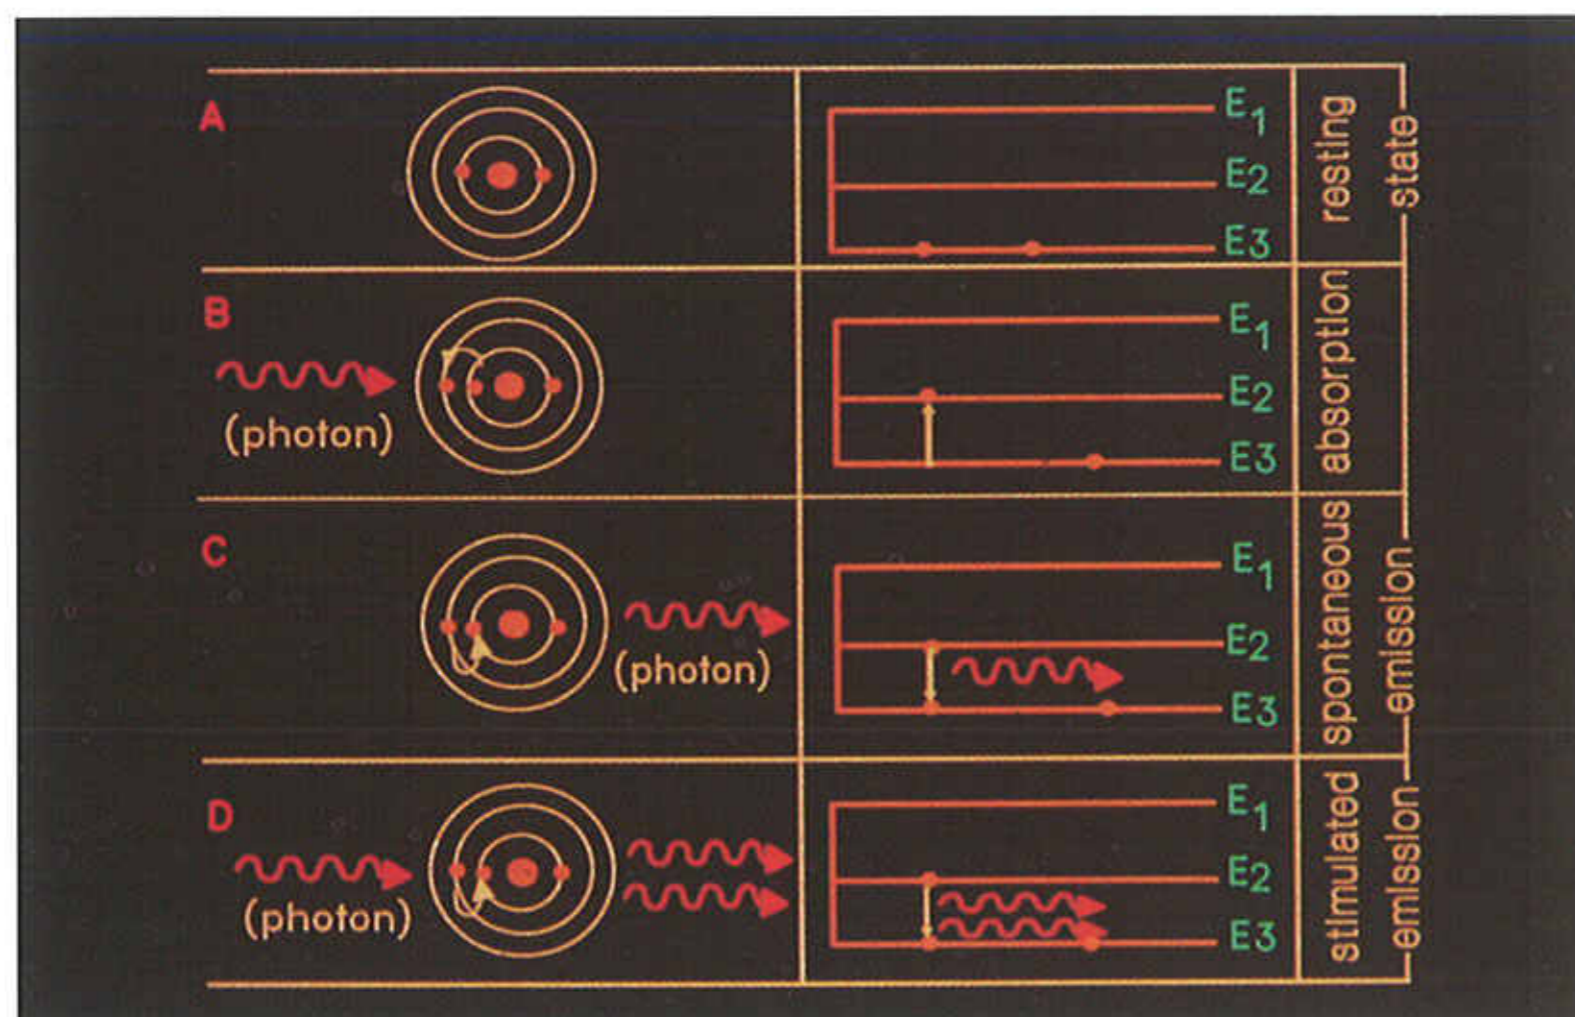 A
E1
E2
E3
resting
state
B
(photon)
E1
E2
E3
absorption
C
(photon)
E1
E2
E3
spontaneous
emission
D
(photon)
E1
E2
E3
stimulated
emission